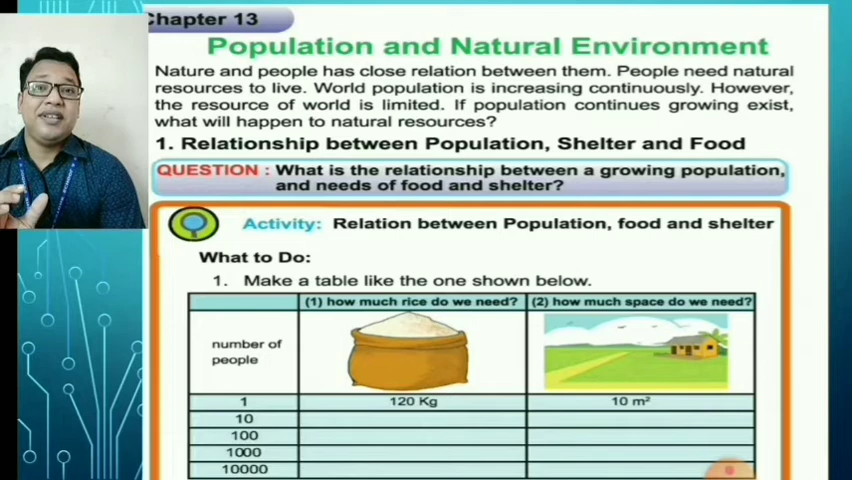 Chapter 13
Population and Natural Environment
Nature and people has close relation between them. People need natural
resources to live. World population is increasing continuously. However,
the resource of world is limited. If population continues growing exist,
what will happen to natural resources?
1. Relationship between Population, Shelter and Food
QUESTION : What is the relationship between a growing population,
and needs of food and shelter?
Activity: Relation between Population, food and shelter
What to Do:
1. Make a table like the one shown below.
(1) how much rice do we need? (2) how much space do we need?
number of
people
1 120 Kg 10 m²
10
100
1000
10000